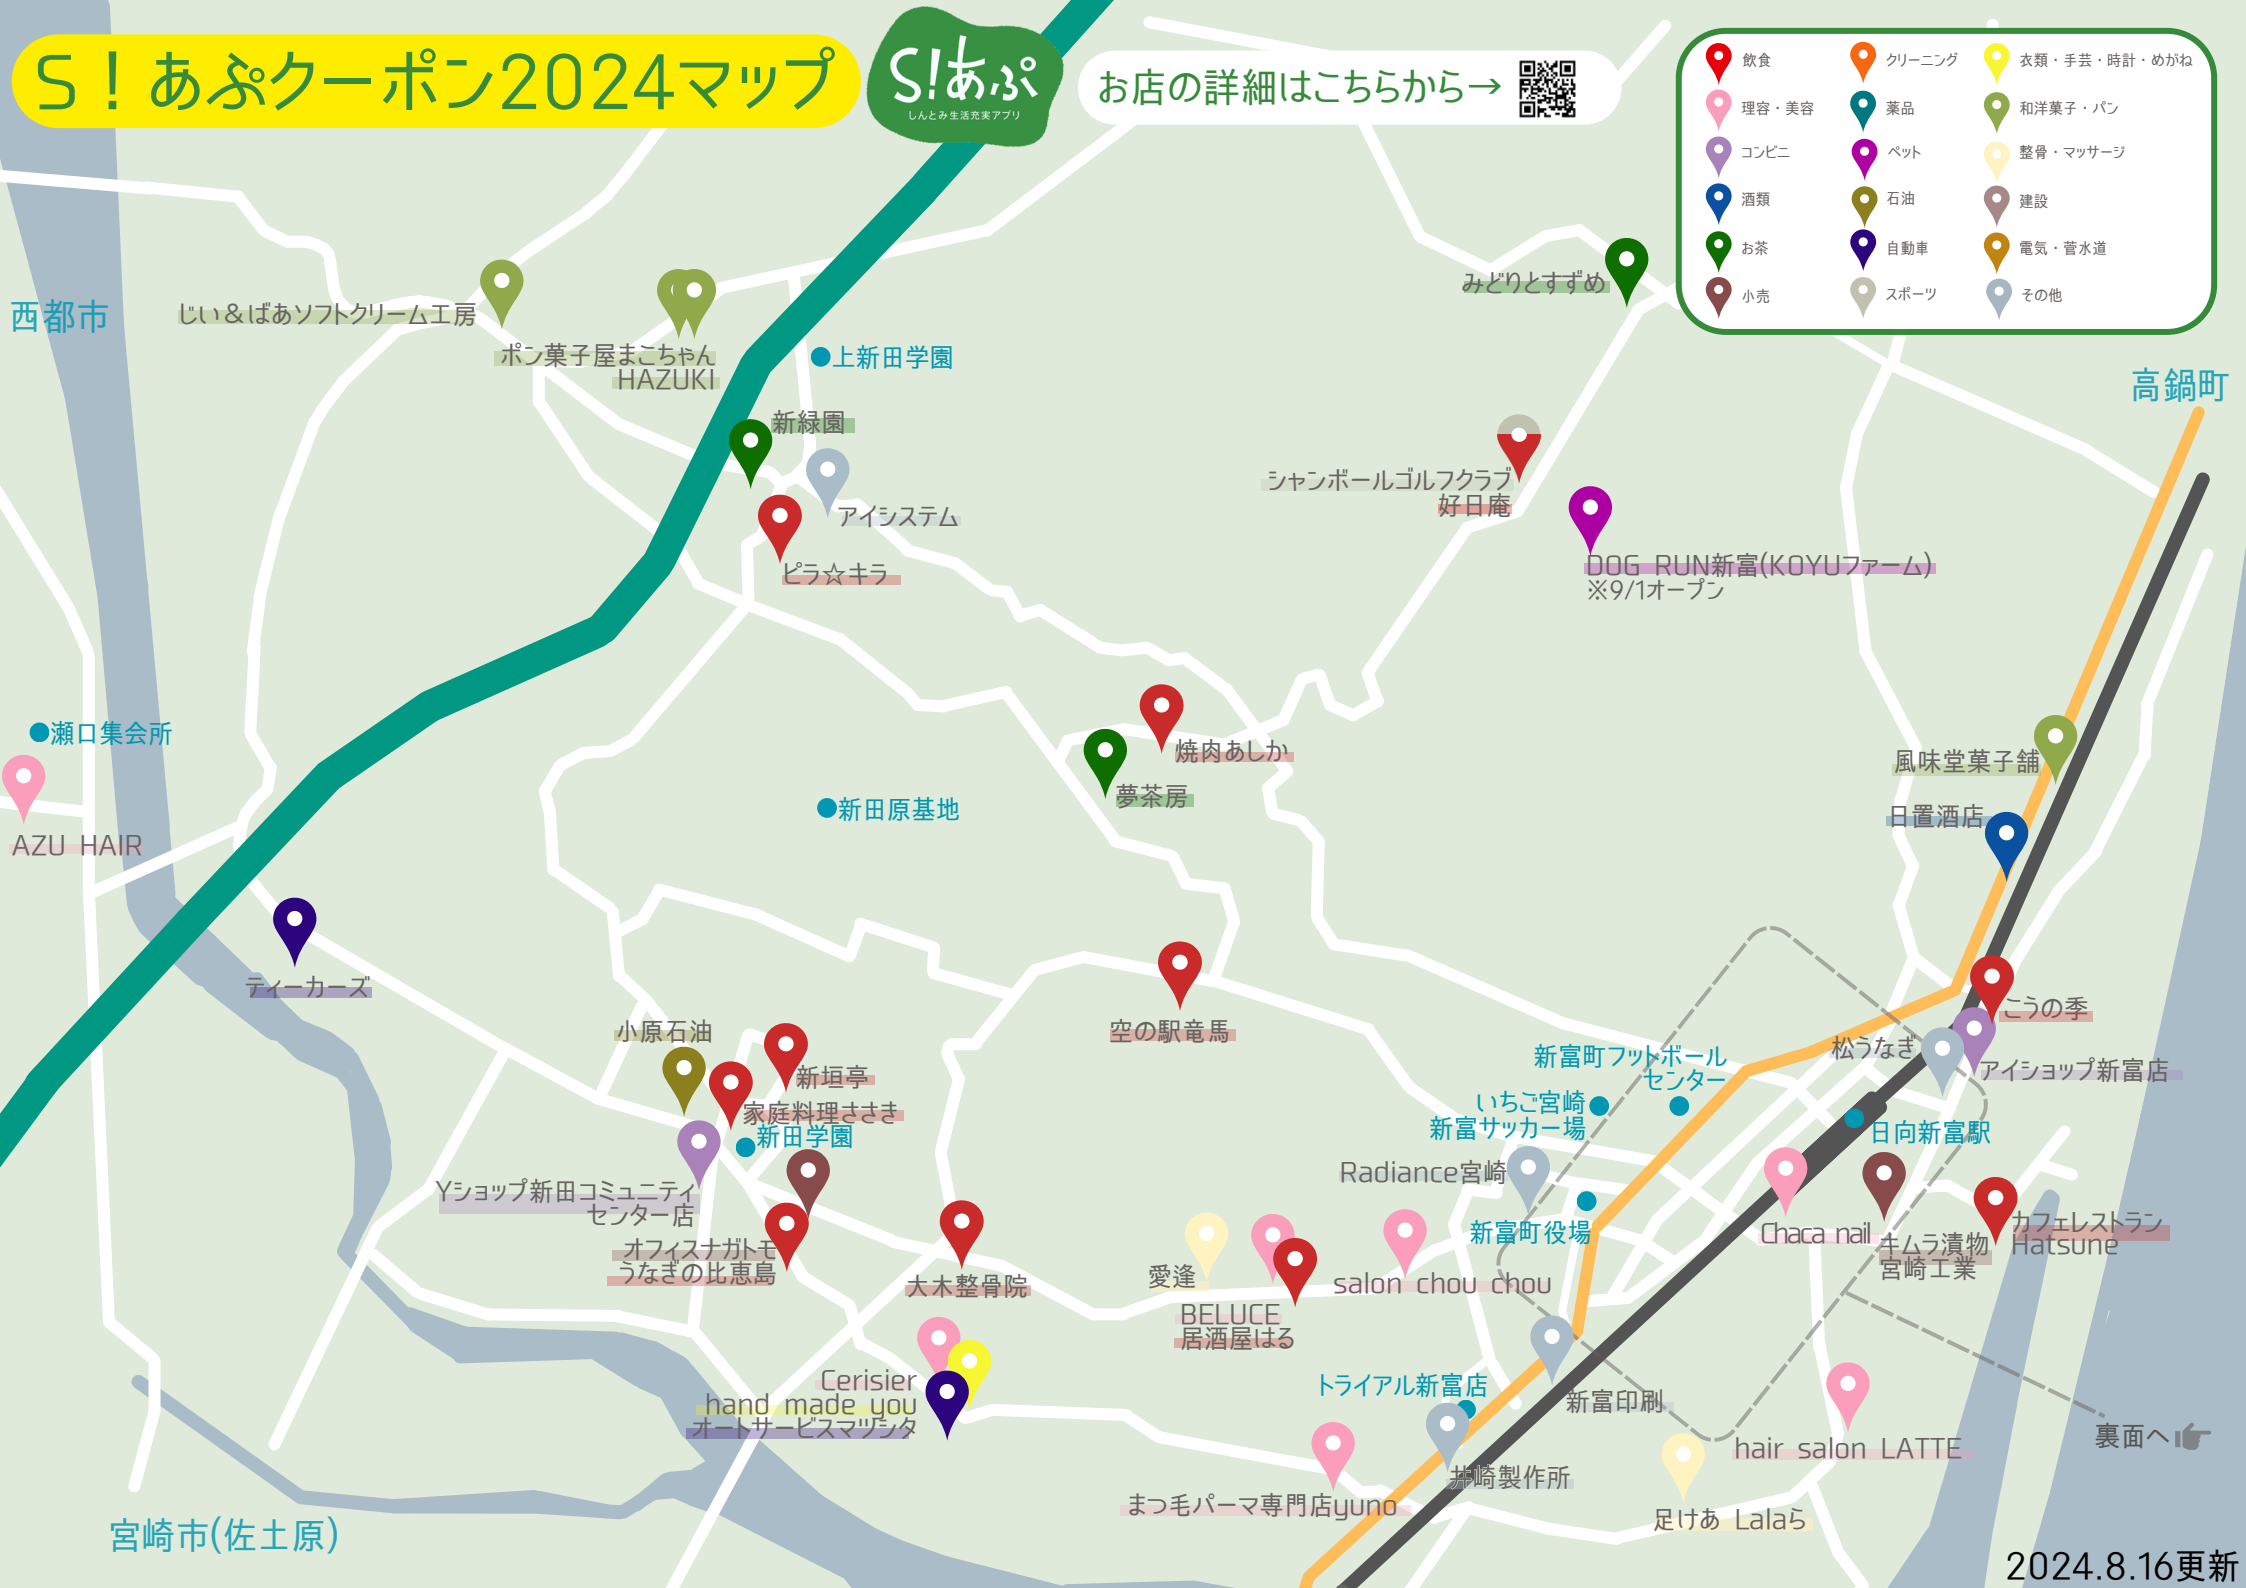 S！あぷクーポン2024マップ
S!あぷ
しんとみ生活充実アプリ
お店の詳細はこちらから→
飲食
クリーニング
衣類・手芸・時計・めがね
理容・美容
薬品
和洋菓子・パン
コンビニ
ペット
整骨・マッサージ
酒類
石油
建設
お茶
自動車
電気・菅水道
小売
スポーツ
その他
西都市
じい＆ばあソフトクリーム工房
ポン菓子屋まこちゃん
HAZUKI
上新田学園
みどりとすずめ
高鍋町
新緑園
アイシステム
ピラ☆キラ
シャンボールゴルフクラブ
好日庵
DOG RUN新富(KOYUファーム)
※9/1オープン
瀬口集会所
AZU HAIR
新田原基地
焼肉あしか
夢茶房
風味堂菓子舗
日置酒店
ティーカーズ
小原石油
新垣亭
家庭料理ささき
新田学園
空の駅竜馬
こうの季
松うなぎ
アイショップ新富店
新富町フットボール
センター
いちご宮崎
新富サッカー場
日向新富駅
Radiance宮崎
新富町役場
Yショップ新田コミュニティ
センター店
オフィスナガトモ
うなぎの比恵島
大木整骨院
愛逢
salon chou chou
BELUCE
居酒屋はる
Chaca nail
キムラ漬物
宮崎工業
カフェレストラン
Hatsune
Cerisier
hand made you
オートサービスマツシタ
トライアル新富店
新富印刷
井崎製作所
まつ毛パーマ専門店yuno
hair salon LATTE
足けあ Lalaら
裏面へ
宮崎市(佐土原)
2024.8.16更新